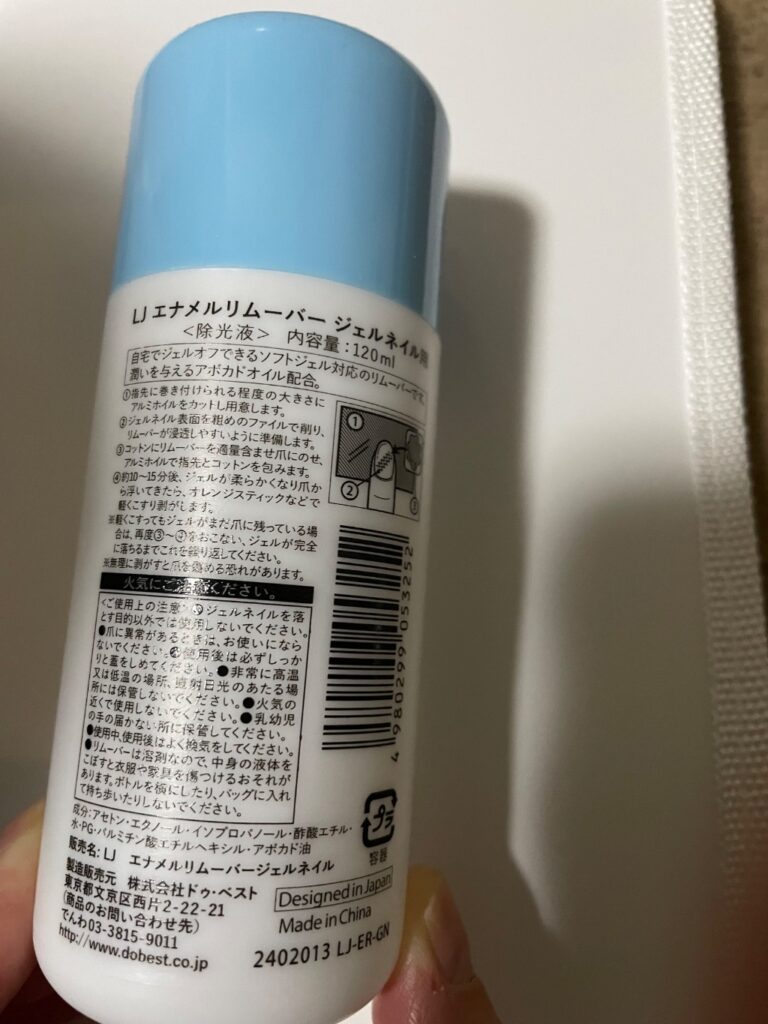 LJ エナメルリムーバー ジェルネイル用
＜除光液＞ 内容量：120ml
自宅でジェルオフできるソフトジェル対応のリムーバーです。
潤いを与えるアボカドオイル配合。
①指先に巻き付けられる程度の大きさに
アルミホイルをカットし用意します。
②ジェルネイル表面を粗めのファイルで削り、
リムーバーが浸透しやすいように準備します。
③コットンにリムーバーを適量含ませ爪にのせ、
アルミホイルで指先とコットンを包みます。
④約10〜15分後、ジェルが柔らかくなり爪か
ら浮いてきたら、オレンジスティックなどで
軽くこすり剥がします。
※軽くこすってもジェルがまだ爪に残っている場
合は、再度③〜④をおこない、ジェルが完全
に落ちるまでこれを繰り返してください。
※無理に剥がすと爪を傷める恐れがあります。
① ② ③
火気にご注意ください。
＜ご使用上の注意＞●ジェルネイルを落
とす目的以外では使用しないでください。
●爪に異常があるときは、お使いになら
ないでください。●使用後は必ずしっか
りと蓋をしめてください。●非常に高温
又は低温の場所、直射日光のあたる場
所には保管しないでください。●火気の
近くで使用しないでください。●乳幼児
の手の届かない所に保管してください。
●使用中、使用後はよく換気をしてください。
●リムーバーは溶剤なので、中身の液体を
こぼすと衣服や家具を傷つけるおそれが
あります。ボトルを横にしたり、バッグに入れ
て持ち歩いたりしないでください。
4 980299 053252
成分：アセトン・エタノール・イソプロパノール・酢酸エチル・
水・PG・パルミチン酸エチルヘキシル・アボカド油
プラ
容器
販売名：LJ エナメルリムーバージェルネイル
製造販売元 株式会社ドゥ・ベスト
東京都文京区西片2-22-21
(商品のお問い合わせ先)
でんわ03-3815-9011
http://www.dobest.co.jp
Designed in Japan
Made in China
2402013 LJ-ER-GN